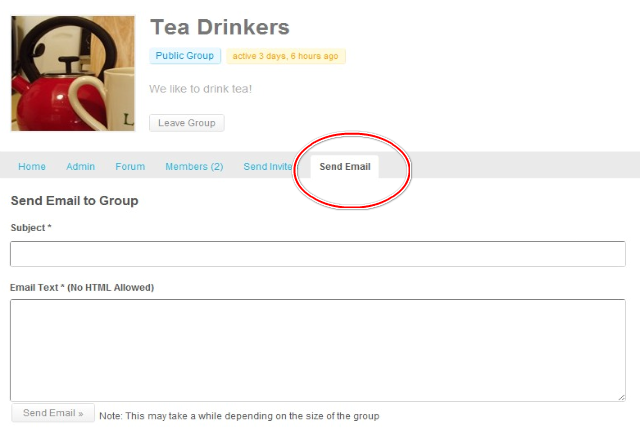 Tea Drinkers
Public Group active 3 days, 6 hours ago
We like to drink tea!
Leave Group
Home Admin Forum Members (2) Send Invite Send Email
Send Email to Group
Subject *
Email Text * (No HTML Allowed)
Send Email » Note: This may take a while depending on the size of the group
L